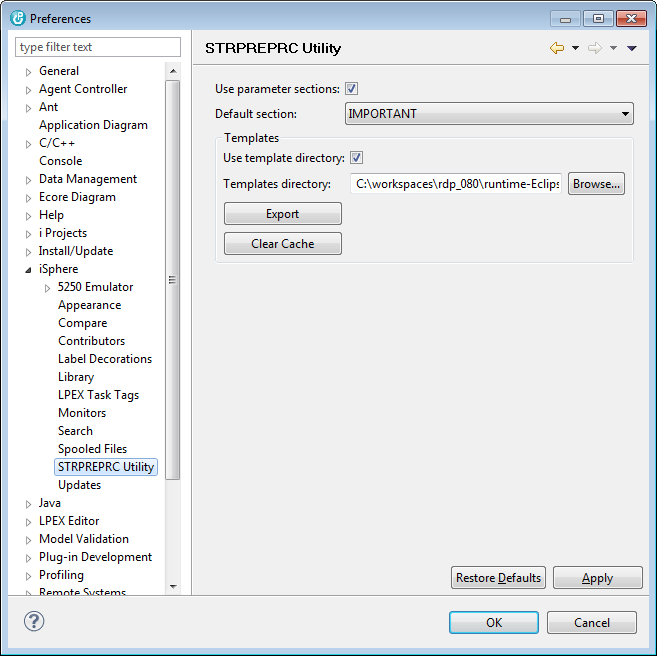 Preferences
type filter text
General
Agent Controller
Ant
Application Diagram
C/C++
Console
Data Management
Ecore Diagram
Help
i Projects
Install/Update
iSphere
5250 Emulator
Appearance
Compare
Contributors
Label Decorations
Library
LPEX Task Tags
Monitors
Search
Spooled Files
STRPREPRC Utility
Updates
Java
LPEX Editor
Model Validation
Plug-in Development
Profiling
Remote Systems
STRPREPRC Utility
Use parameter sections:
Default section: IMPORTANT
Templates
Use template directory:
Templates directory: C:\workspaces\rdp_080\runtime-Eclips Browse...
Export
Clear Cache
Restore Defaults Apply
? OK Cancel